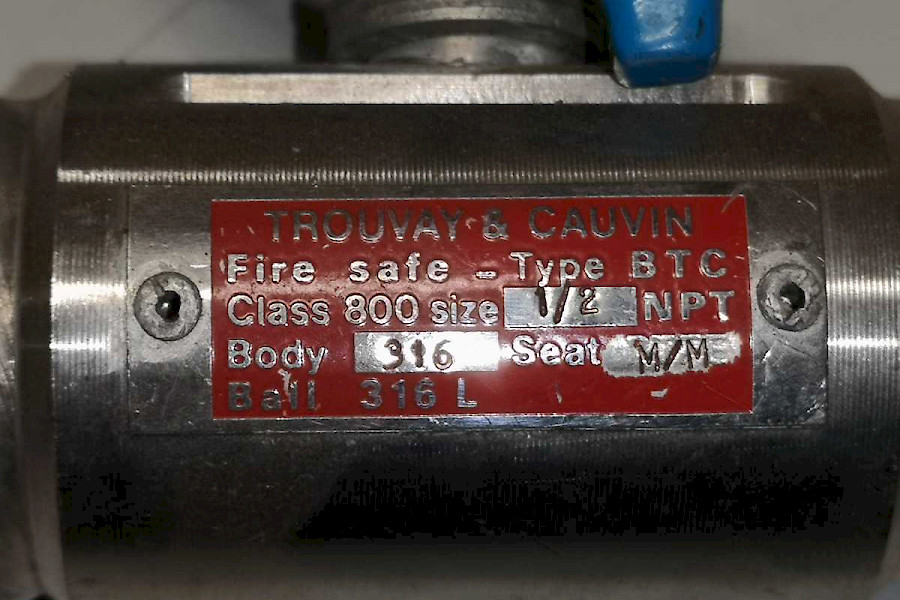 TROUVAY & CAUVIN
Fire safe - Type BTC
Class 800 size 1/2 NPT
Body 316 Seat M/M
Ball 316 L